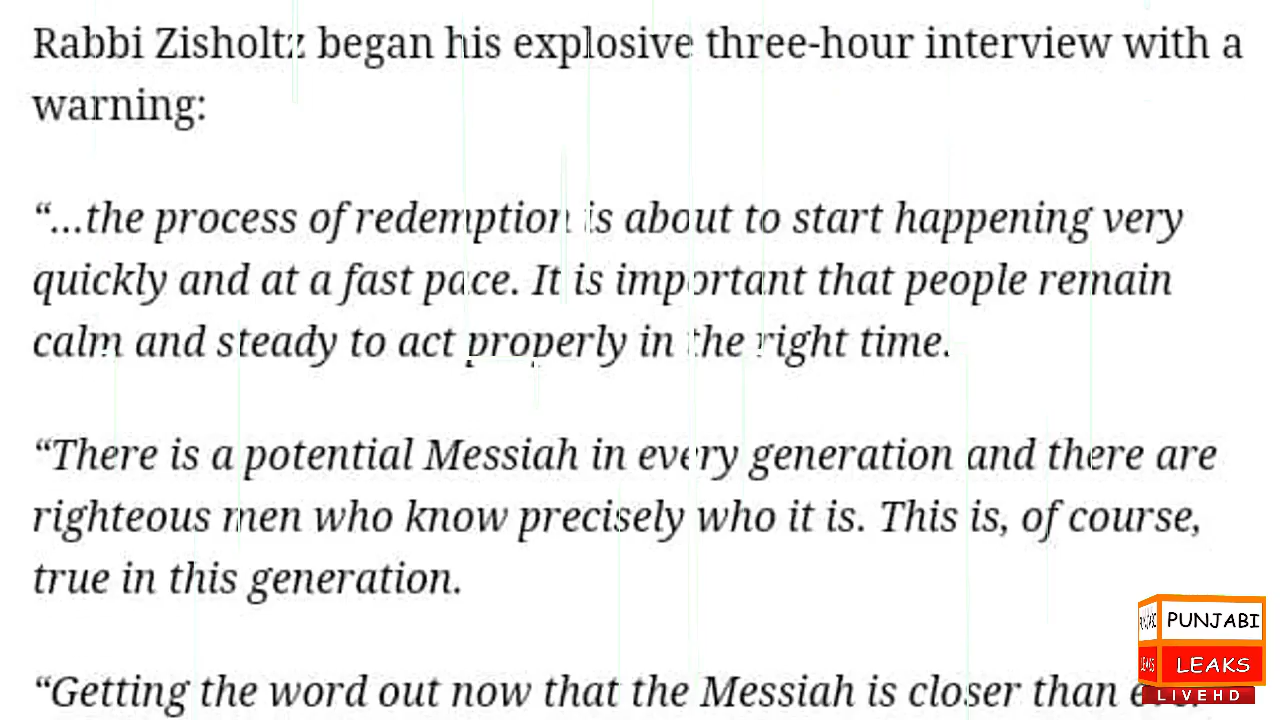 Rabbi Zisholtz began his explosive three-hour interview with a
warning:
“...the process of redemption is about to start happening very
quickly and at a fast pace. It is important that people remain
calm and steady to act properly in the right time.
“There is a potential Messiah in every generation and there are
righteous men who know precisely who it is. This is, of course,
true in this generation.
“Getting the word out now that the Messiah is closer than
PUNJABI
LEAKS
LEAKS
LIVEHD